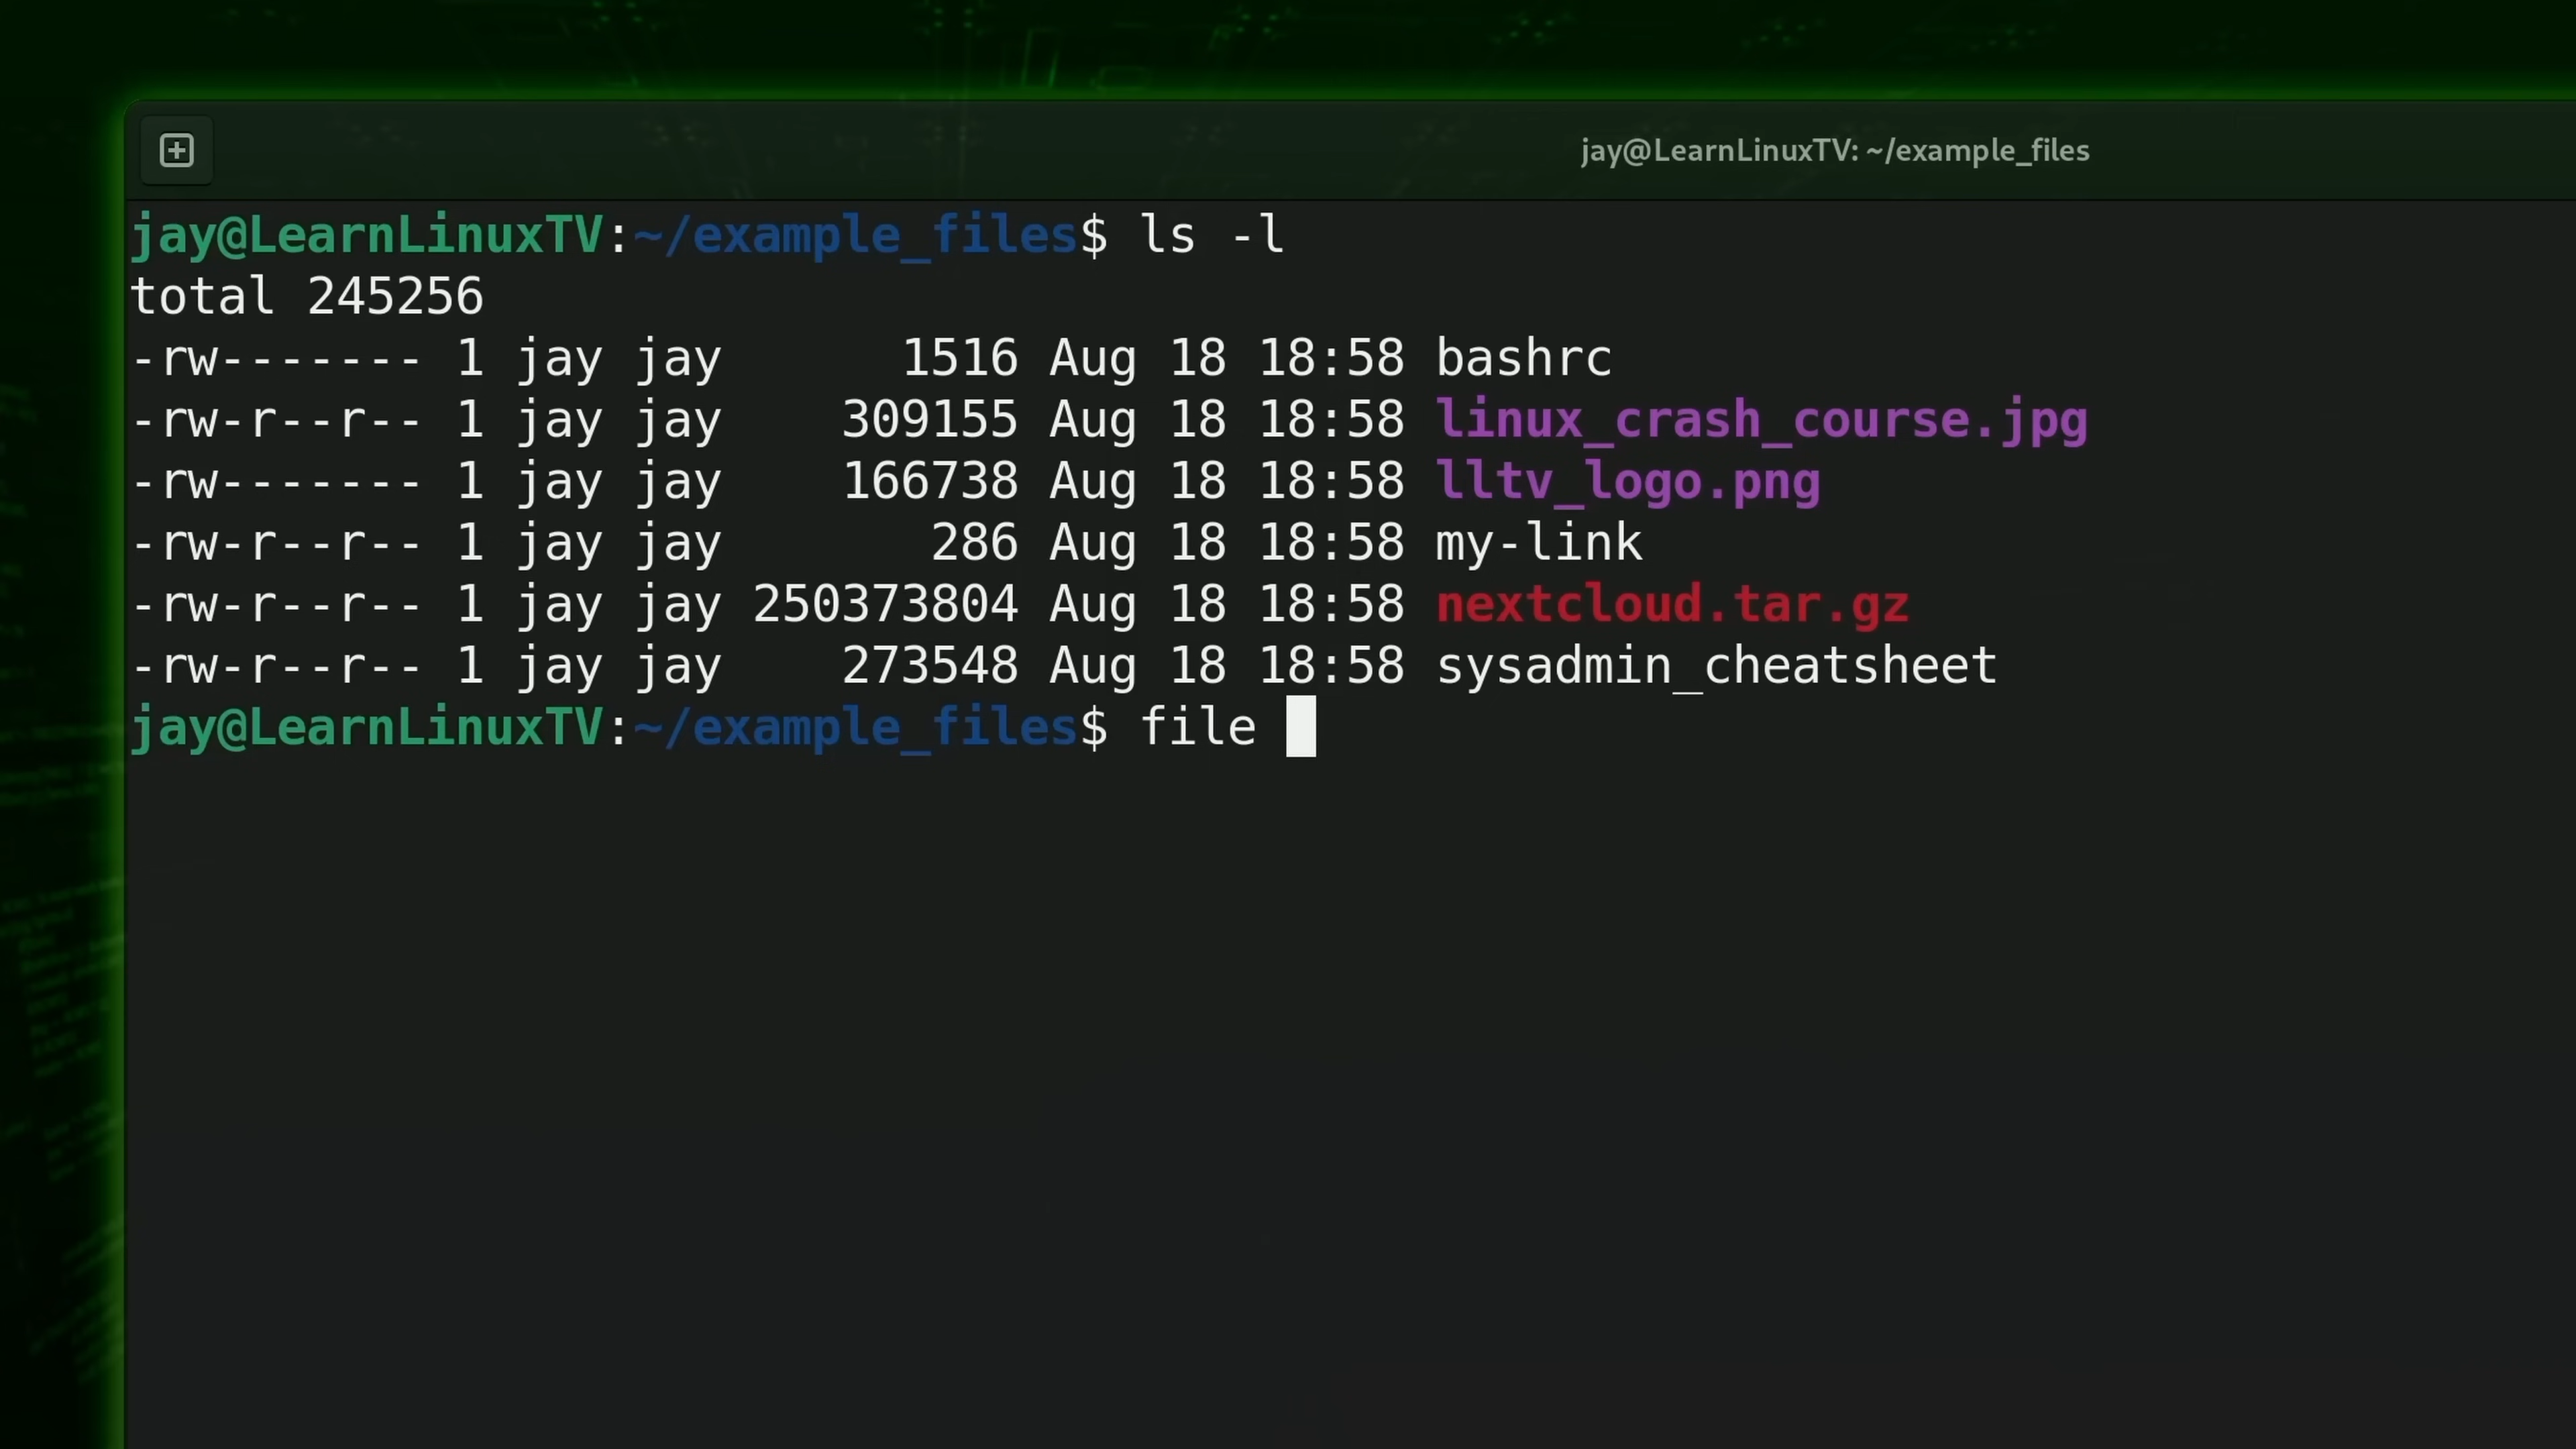 jay@LearnLinuxTV: ~/example_files
jay@LearnLinuxTV:~/example_files$ ls -l
total 245256
-rw------- 1 jay jay      1516 Aug 18 18:58 bashrc
-rw-r--r-- 1 jay jay    309155 Aug 18 18:58 linux_crash_course.jpg
-rw------- 1 jay jay    166738 Aug 18 18:58 lltv_logo.png
-rw-r--r-- 1 jay jay       286 Aug 18 18:58 my-link
-rw-r--r-- 1 jay jay 250373804 Aug 18 18:58 nextcloud.tar.gz
-rw-r--r-- 1 jay jay    273548 Aug 18 18:58 sysadmin_cheatsheet
jay@LearnLinuxTV:~/example_files$ file